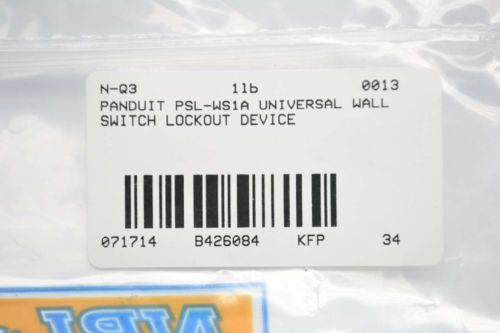 N-Q3 1lb 0013
PANDUIT PSL-WS1A UNIVERSAL WALL
SWITCH LOCKOUT DEVICE
071714 B426084 KFP 34